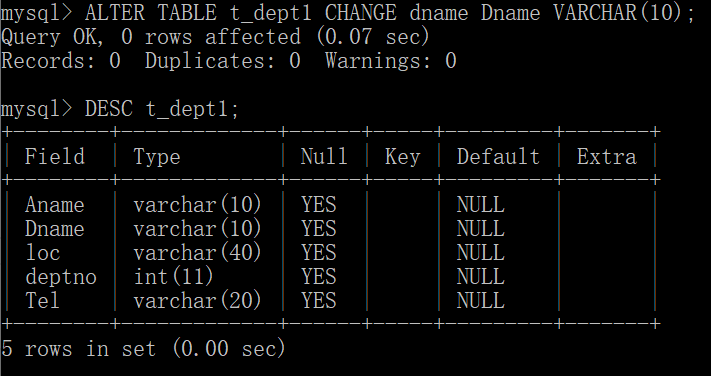 mysql> ALTER TABLE t_dept1 CHANGE dname Dname VARCHAR(10);
Query OK, 0 rows affected (0.07 sec)
Records: 0  Duplicates: 0  Warnings: 0

mysql> DESC t_dept1;
+--------+-------------+------+-----+---------+-------+
| Field  | Type        | Null | Key | Default | Extra |
+--------+-------------+------+-----+---------+-------+
| Aname  | varchar(10) | YES  |     | NULL    |       |
| Dname  | varchar(10) | YES  |     | NULL    |       |
| loc    | varchar(40) | YES  |     | NULL    |       |
| deptno | int(11)     | YES  |     | NULL    |       |
| Tel    | varchar(20) | YES  |     | NULL    |       |
+--------+-------------+------+-----+---------+-------+
5 rows in set (0.00 sec)